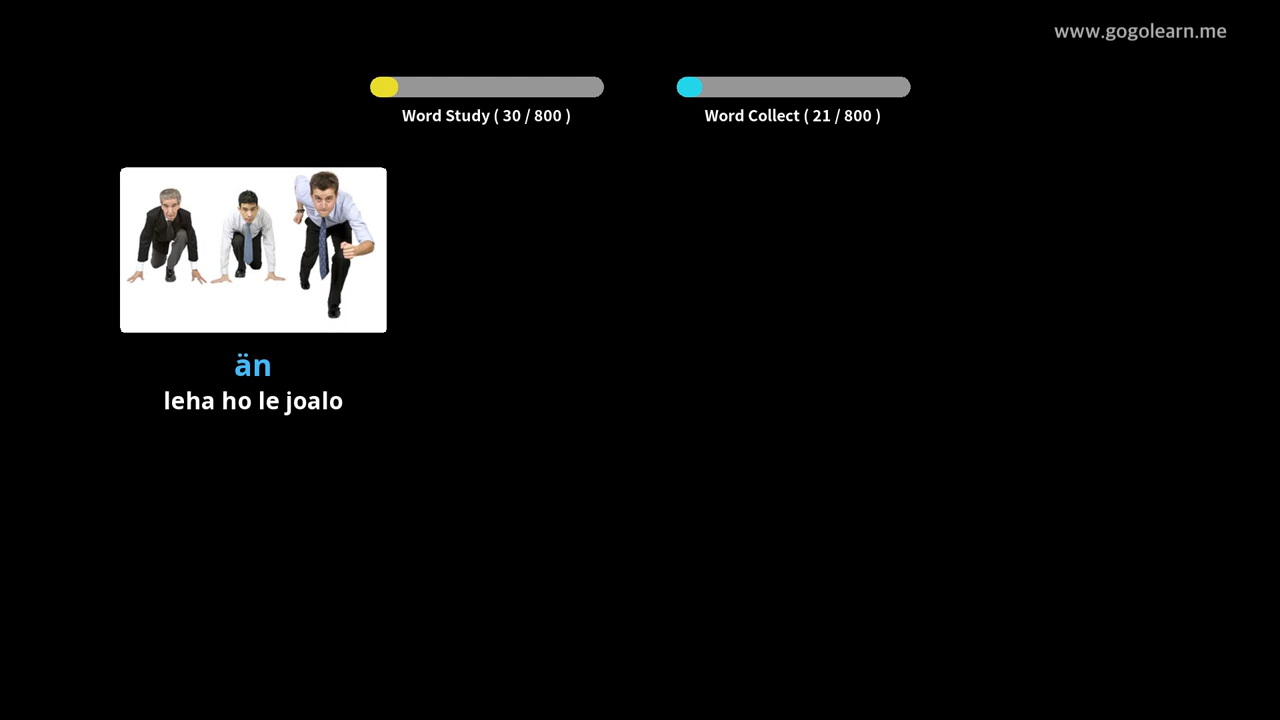 www.gogolearn.me
Word Study ( 30 / 800 )
Word Collect ( 21 / 800 )
än
leha ho le joalo